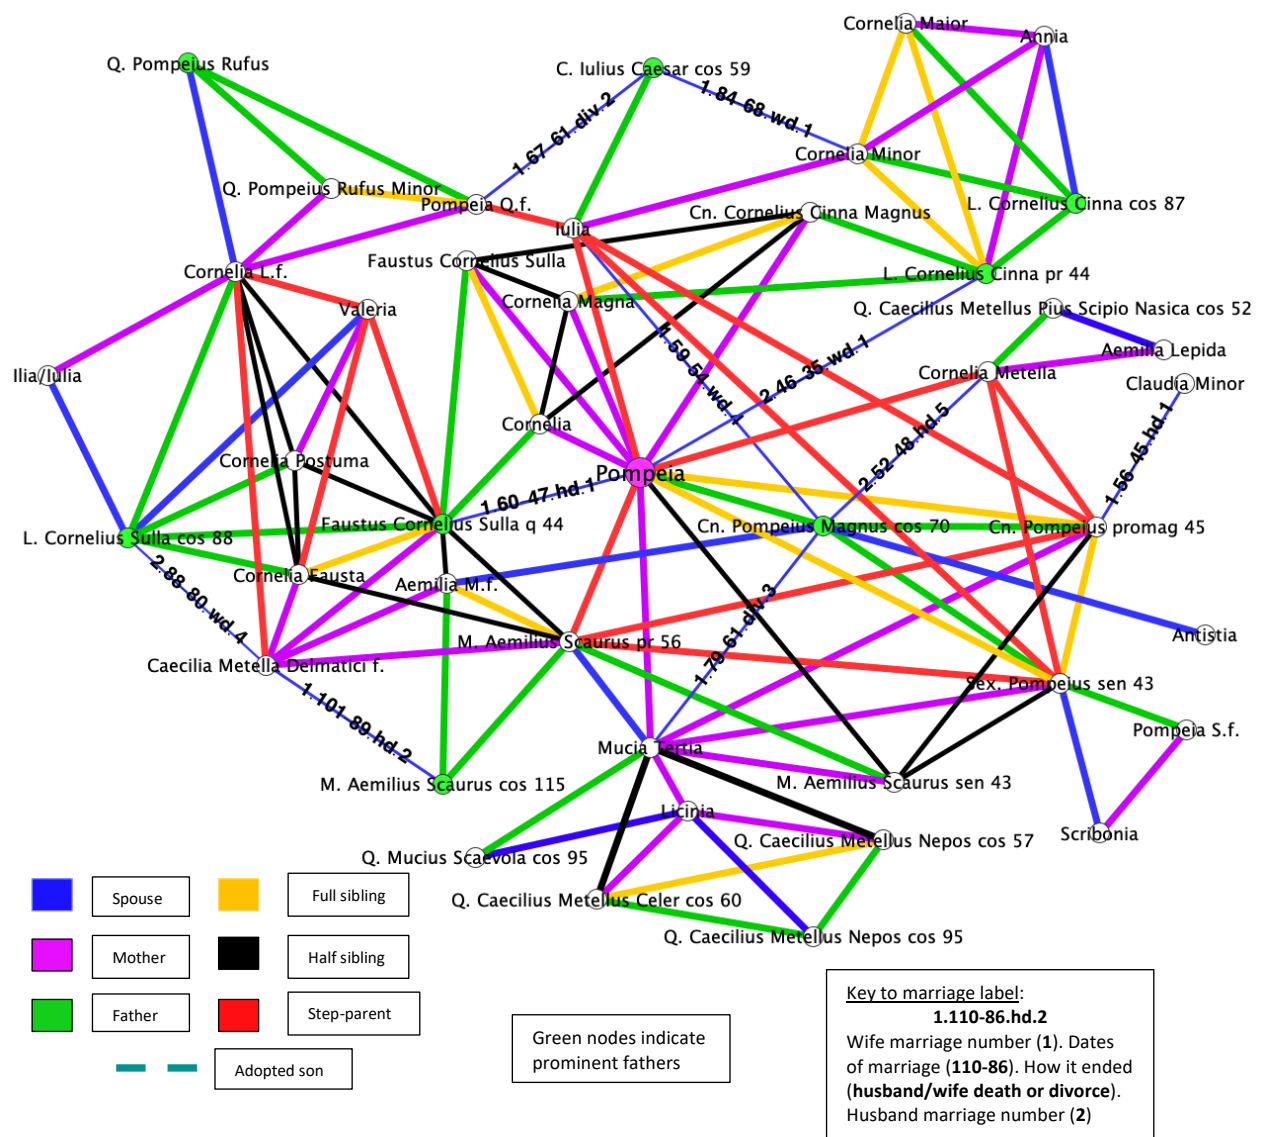 Cornelia Maior
Annia
Q. Pompeius Rufus
C. Iulius Caesar cos 59
1.84-68.wd.1
1.67-61.div.2
Cornelia Minor
Q. Pompeius Rufus Minor
Pompeia Q.f.
Cn. Cornelius Cinna Magnus
L. Cornelius Cinna cos 87
Iulia
Faustus Cornelius Sulla
Cornelia L.f.
L. Cornelius Cinna pr 44
Cornelia Magna
Valeria
Q. Caecilius Metellus Pius Scipio Nasica cos 52
Aemilia Lepida
Ilia/Iulia
1.59-54.wd.4
2.46-35.wd.1
Cornelia Metella
Claudia Minor
Cornelia
2.52-48.hd.5
1.56-45.hd.1
Cornelia Postuma
Pompeia
1.60-47.hd.1
L. Cornelius Sulla cos 88
Faustus Cornelius Sulla q 44
Cn. Pompeius Magnus cos 70
Cn. Pompeius promag 45
Cornelia Fausta
Aemilia M.f.
2.88-80.wd.4
1.79-61.div.3
Antistia
Caecilia Metella Delmatici f.
M. Aemilius Scaurus pr 56
Sex. Pompeius sen 43
1.101-89.hd.2
Pompeia S.f.
Mucia Tertia
M. Aemilius Scaurus cos 115
M. Aemilius Scaurus sen 43
Licinia
Scribonia
Q. Caecilius Metellus Nepos cos 57
Q. Mucius Scaevola cos 95
Q. Caecilius Metellus Celer cos 60
Q. Caecilius Metellus Nepos cos 95
Spouse
Full sibling
Mother
Half sibling
Father
Step-parent
Adopted son
Green nodes indicate
prominent fathers
Key to marriage label:
1.110-86.hd.2
Wife marriage number (1). Dates
of marriage (110-86). How it ended
(husband/wife death or divorce).
Husband marriage number (2)